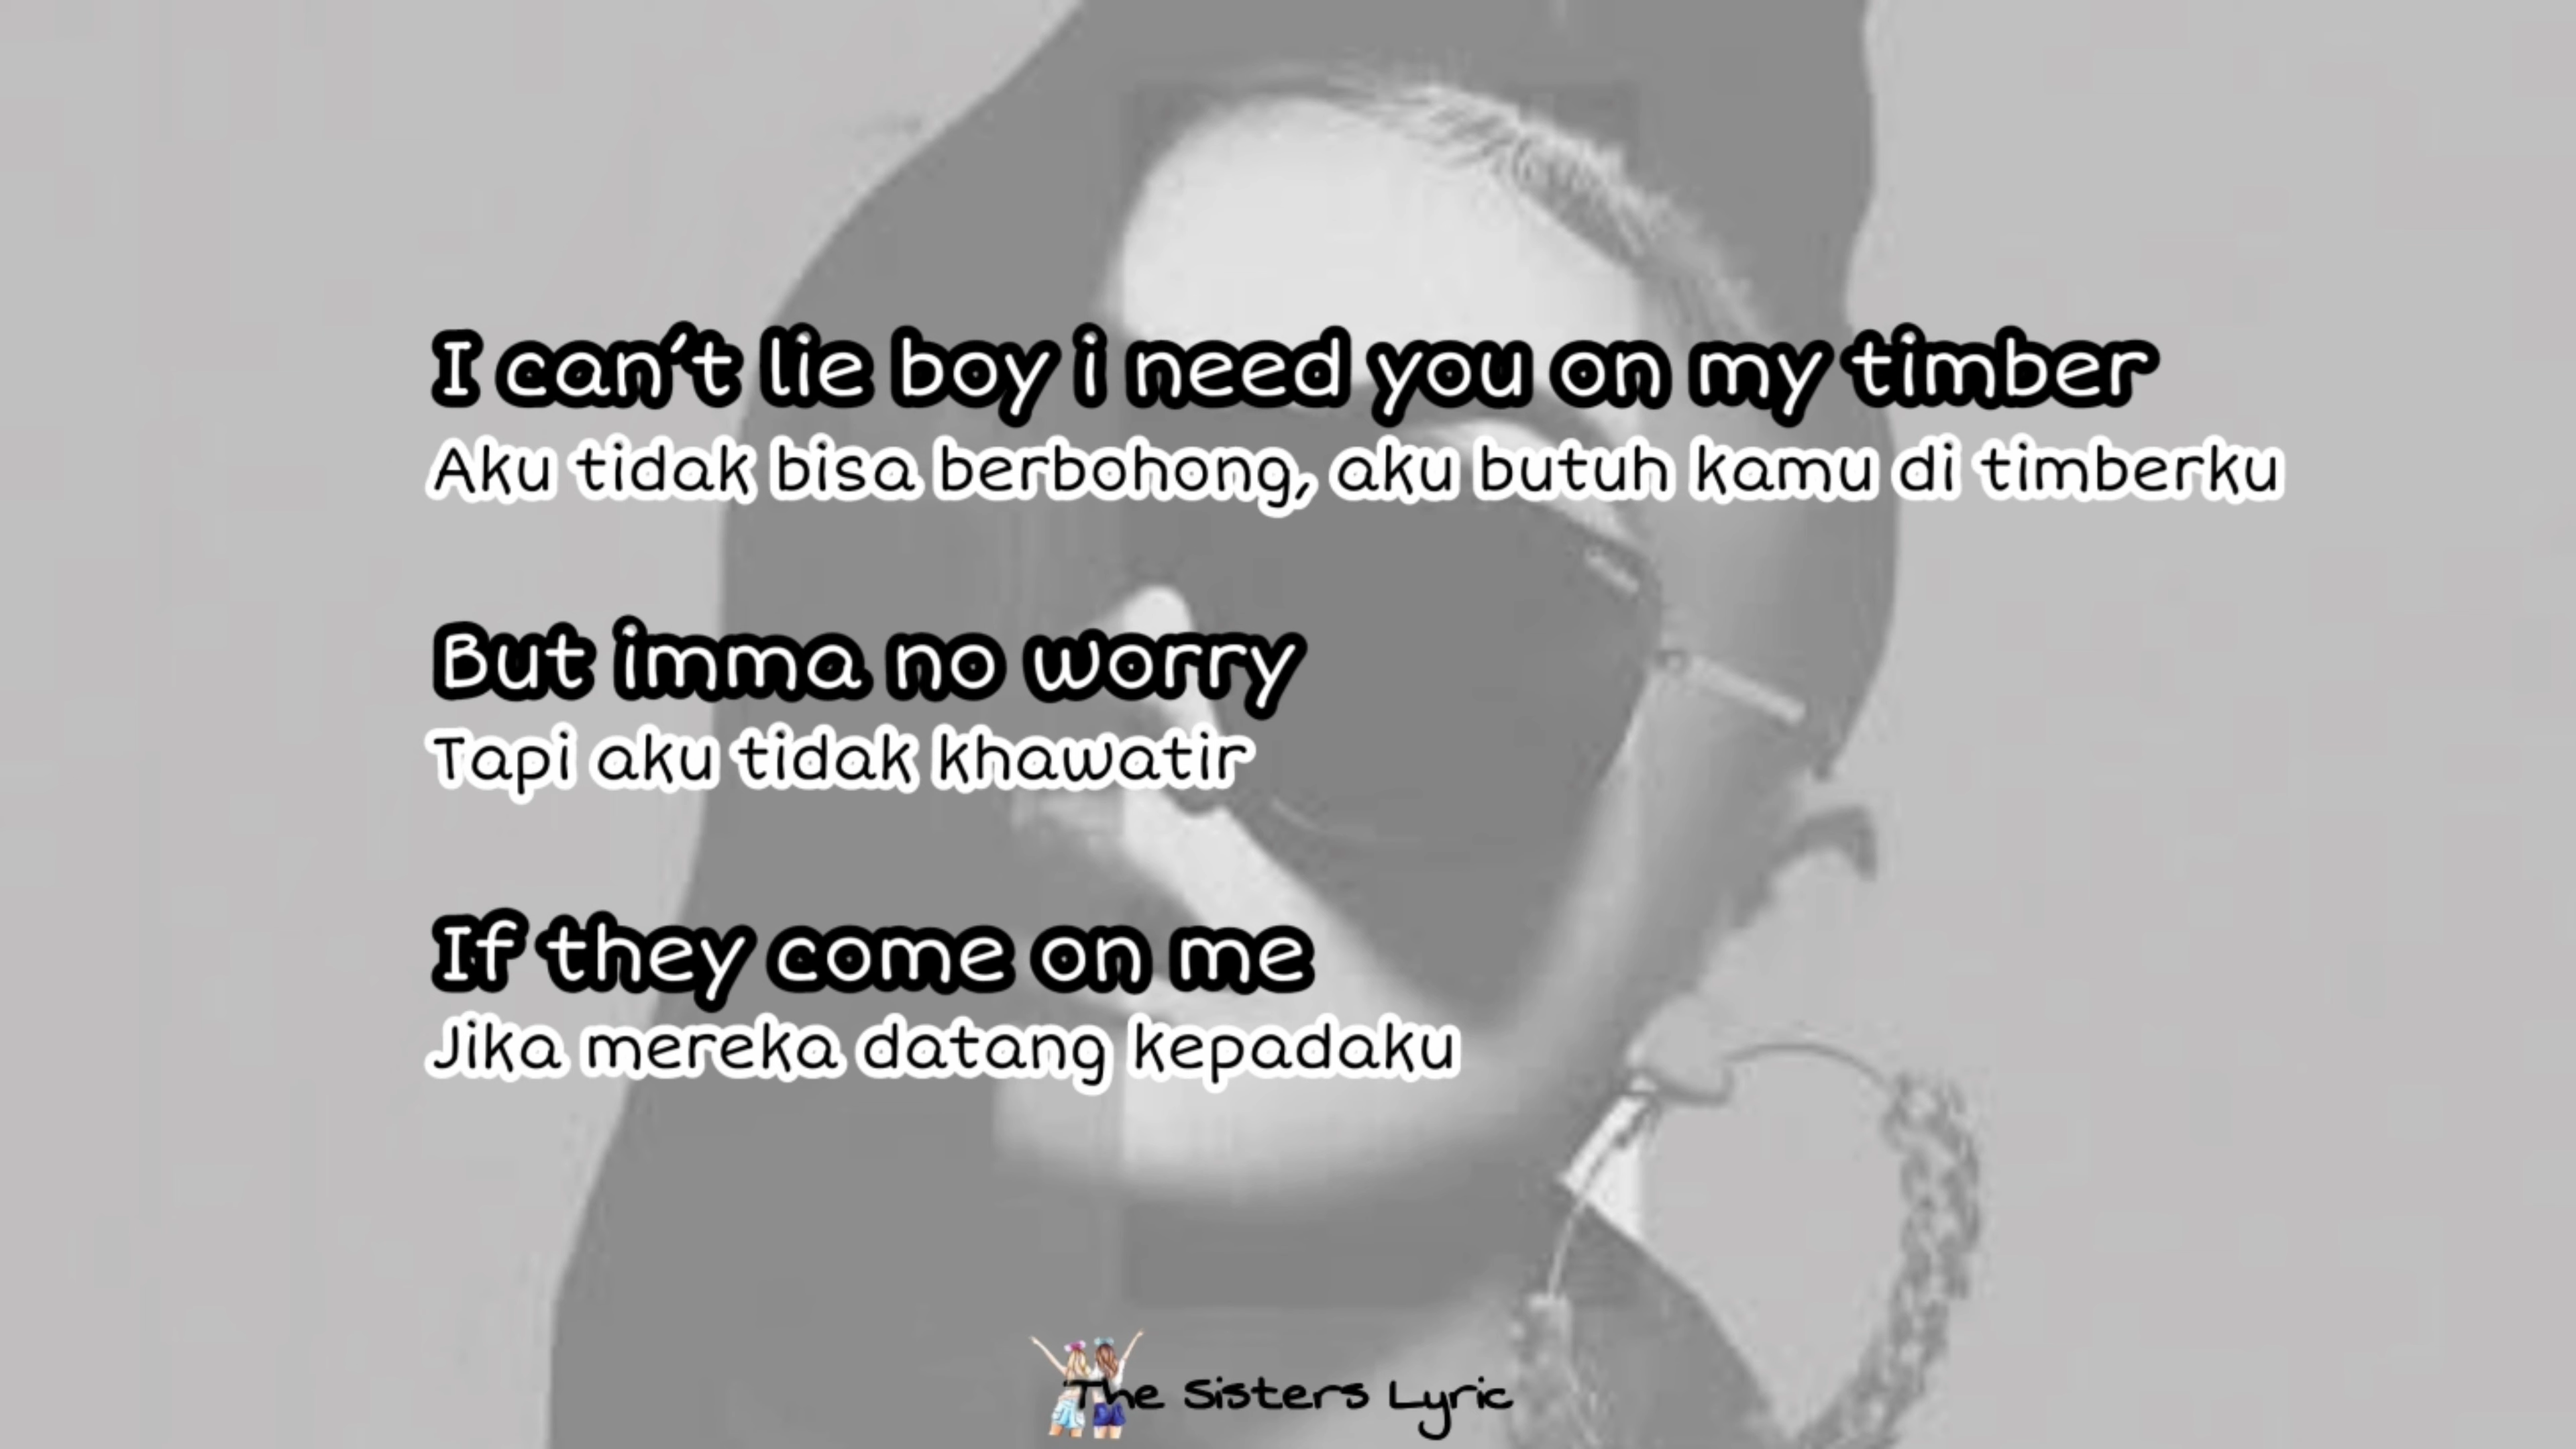 I can't lie boy i need you on my timber
Aku tidak bisa berbohong, aku butuh kamu di timberku
But imma no worry
Tapi aku tidak khawatir
If they come on me
Jika mereka datang kepadaku
The Sisters Lyric